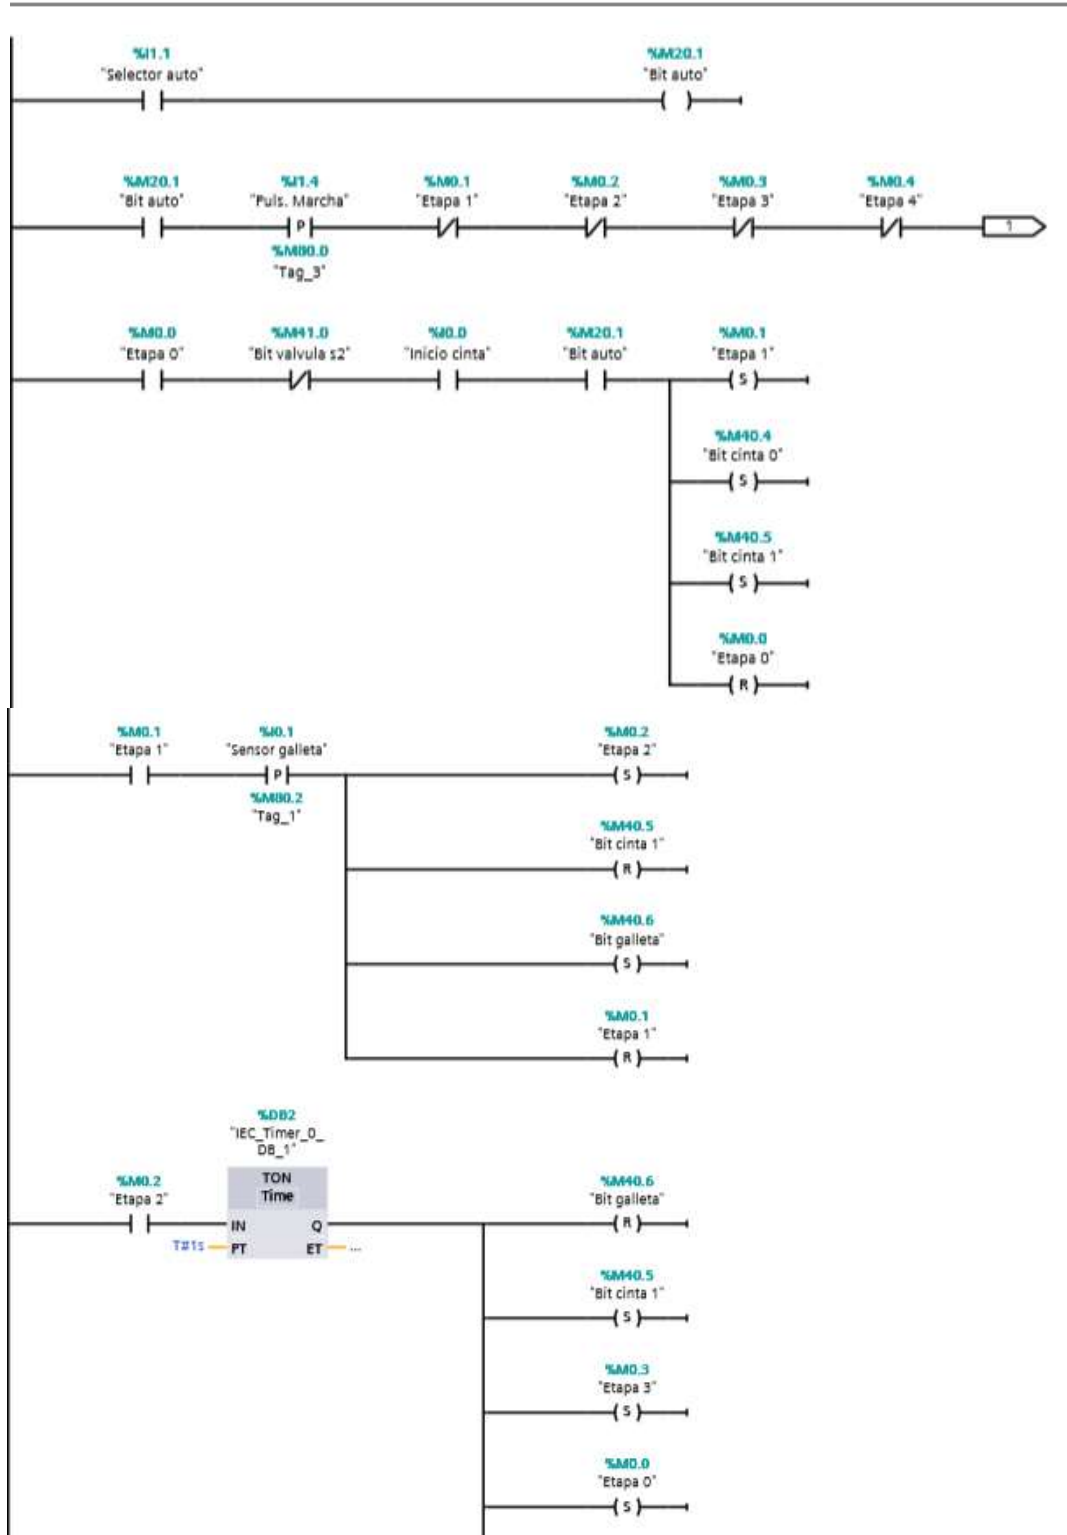 %I1.1 %M20.1
"Selector auto" "Bit auto"
%M20.1 %I1.4 %M0.1 %M0.2 %M0.3 %M0.4
"Bit auto" "Puls. Marcha" "Etapa 1" "Etapa 2" "Etapa 3" "Etapa 4"
P 1
%M80.0
"Tag_3"
%M0.0 %M41.0 %I0.0 %M20.1 %M0.1
"Etapa 0" "Bit valvula s2" "Inicio cinta" "Bit auto" "Etapa 1"
S
%M40.4
"Bit cinta 0"
S
%M40.5
"Bit cinta 1"
S
%M0.0
"Etapa 0"
R
%M0.1 %I0.1 %M0.2
"Etapa 1" "Sensor galleta" "Etapa 2"
P S
%M80.2
"Tag_1"
%M40.5
"Bit cinta 1"
R
%M40.6
"Bit galleta"
S
%M0.1
"Etapa 1"
R
%DB2
"IEC_Timer_0_
DB_1"
TON
Time
%M0.2 %M40.6
"Etapa 2" "Bit galleta"
IN Q R
T#1s PT ET ...
%M40.5
"Bit cinta 1"
S
%M0.3
"Etapa 3"
S
%M0.0
"Etapa 0"
S